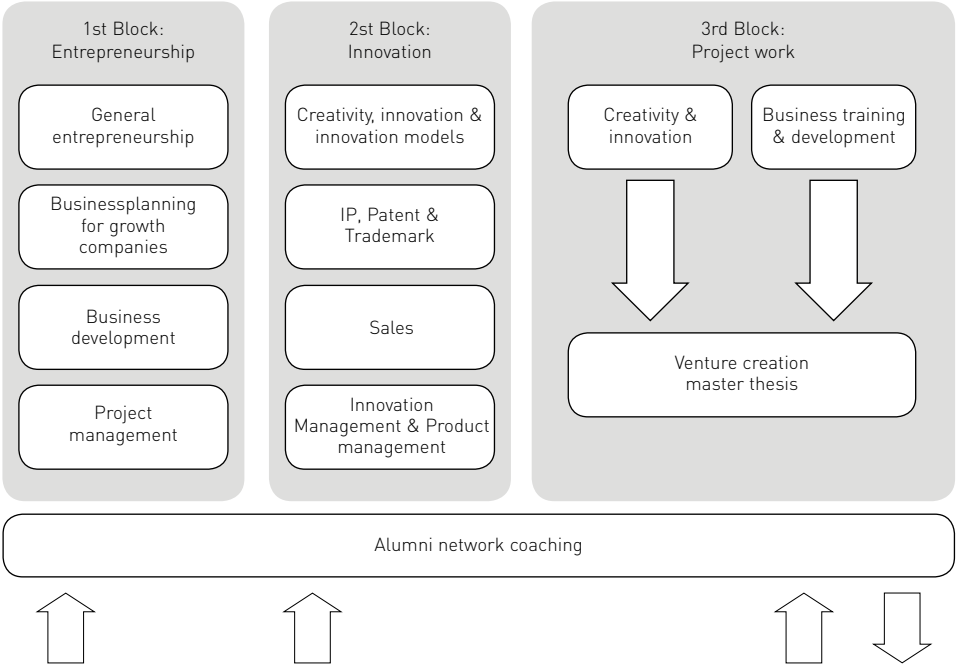 1st Block:
Entrepreneurship
General
entrepreneurship
Businessplanning
for growth
companies
Business
development
Project
management
2st Block:
Innovation
Creativity, innovation &
innovation models
IP, Patent &
Trademark
Sales
Innovation
Management & Product
management
3rd Block:
Project work
Creativity &
innovation
Business training
& development
Venture creation
master thesis
Alumni network coaching